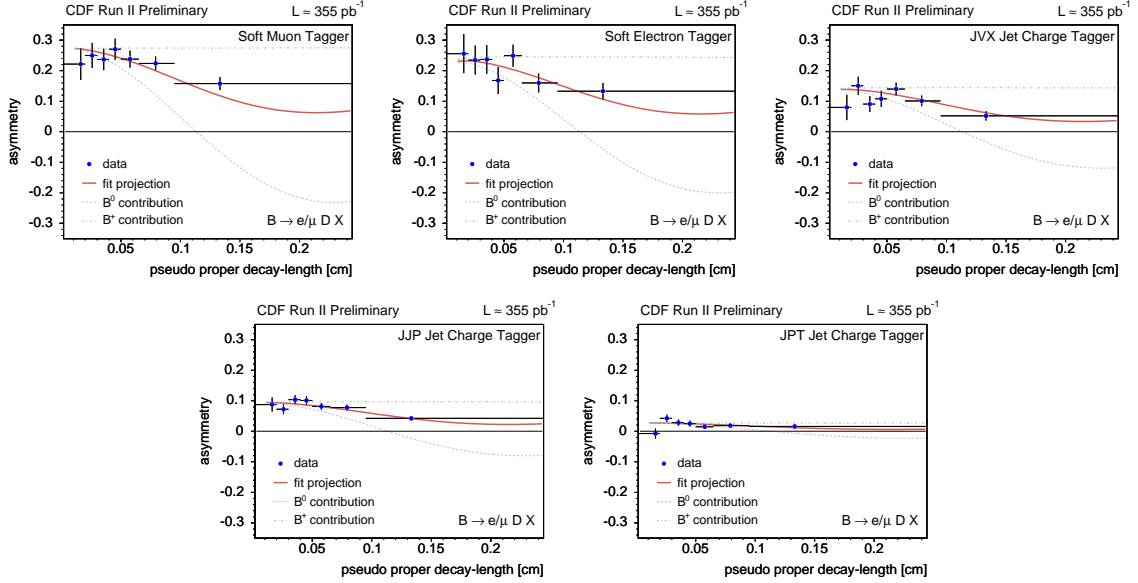 CDF Run II Preliminary L ≈ 355 pb⁻¹
Soft Muon Tagger
asymmetry
0.3
0.2
0.1
0
-0.1
-0.2
-0.3
data
fit projection
B⁰ contribution
B⁺ contribution
B → e/μ D X
0.05 0.1 0.15 0.2
pseudo proper decay-length [cm]
CDF Run II Preliminary L ≈ 355 pb⁻¹
Soft Electron Tagger
asymmetry
0.3
0.2
0.1
0
-0.1
-0.2
-0.3
data
fit projection
B⁰ contribution
B⁺ contribution
B → e/μ D X
0.05 0.1 0.15 0.2
pseudo proper decay-length [cm]
CDF Run II Preliminary L ≈ 355 pb⁻¹
JVX Jet Charge Tagger
asymmetry
0.3
0.2
0.1
0
-0.1
-0.2
-0.3
data
fit projection
B⁰ contribution
B⁺ contribution
B → e/μ D X
0.05 0.1 0.15 0.2
pseudo proper decay-length [cm]
CDF Run II Preliminary L ≈ 355 pb⁻¹
JJP Jet Charge Tagger
asymmetry
0.3
0.2
0.1
0
-0.1
-0.2
-0.3
data
fit projection
B⁰ contribution
B⁺ contribution
B → e/μ D X
0.05 0.1 0.15 0.2
pseudo proper decay-length [cm]
CDF Run II Preliminary L ≈ 355 pb⁻¹
JPT Jet Charge Tagger
asymmetry
0.3
0.2
0.1
0
-0.1
-0.2
-0.3
data
fit projection
B⁰ contribution
B⁺ contribution
B → e/μ D X
0.05 0.1 0.15 0.2
pseudo proper decay-length [cm]